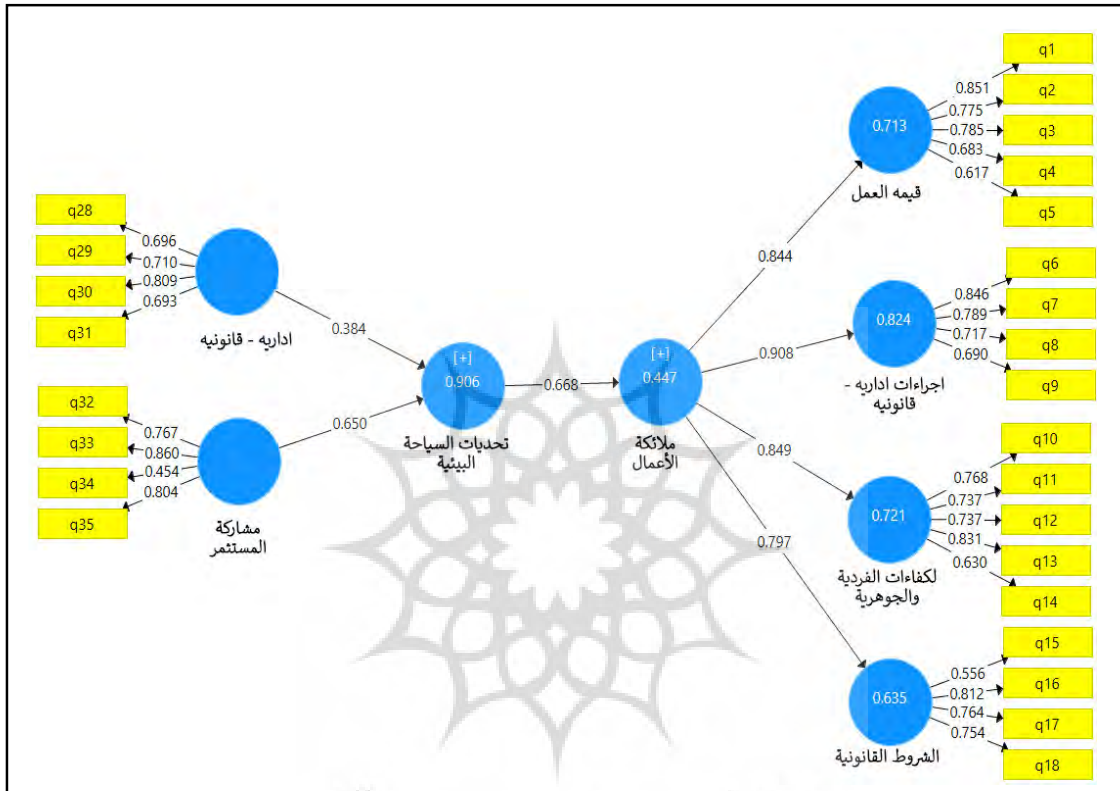 q28
q29
q30
q31
0.696
0.710
0.809
0.693
اداريه - قانونيه
0.384
q32
q33
q34
q35
0.767
0.860
0.454
0.804
مشاركة
المستثمر
0.650
[+]
0.906
تحديات السياحة
البيئية
0.668
[+]
0.447
ملائكة
الأعمال
0.844
0.908
0.849
0.797
0.713
قيمه العمل
0.851
0.775
0.785
0.683
0.617
q1
q2
q3
q4
q5
0.824
اجراءات اداريه -
قانونيه
0.846
0.789
0.717
0.690
q6
q7
q8
q9
0.721
لكفاءات الفردية
والجوهرية
0.768
0.737
0.737
0.831
0.630
q10
q11
q12
q13
q14
0.635
الشروط القانونية
0.556
0.812
0.764
0.754
q15
q16
q17
q18